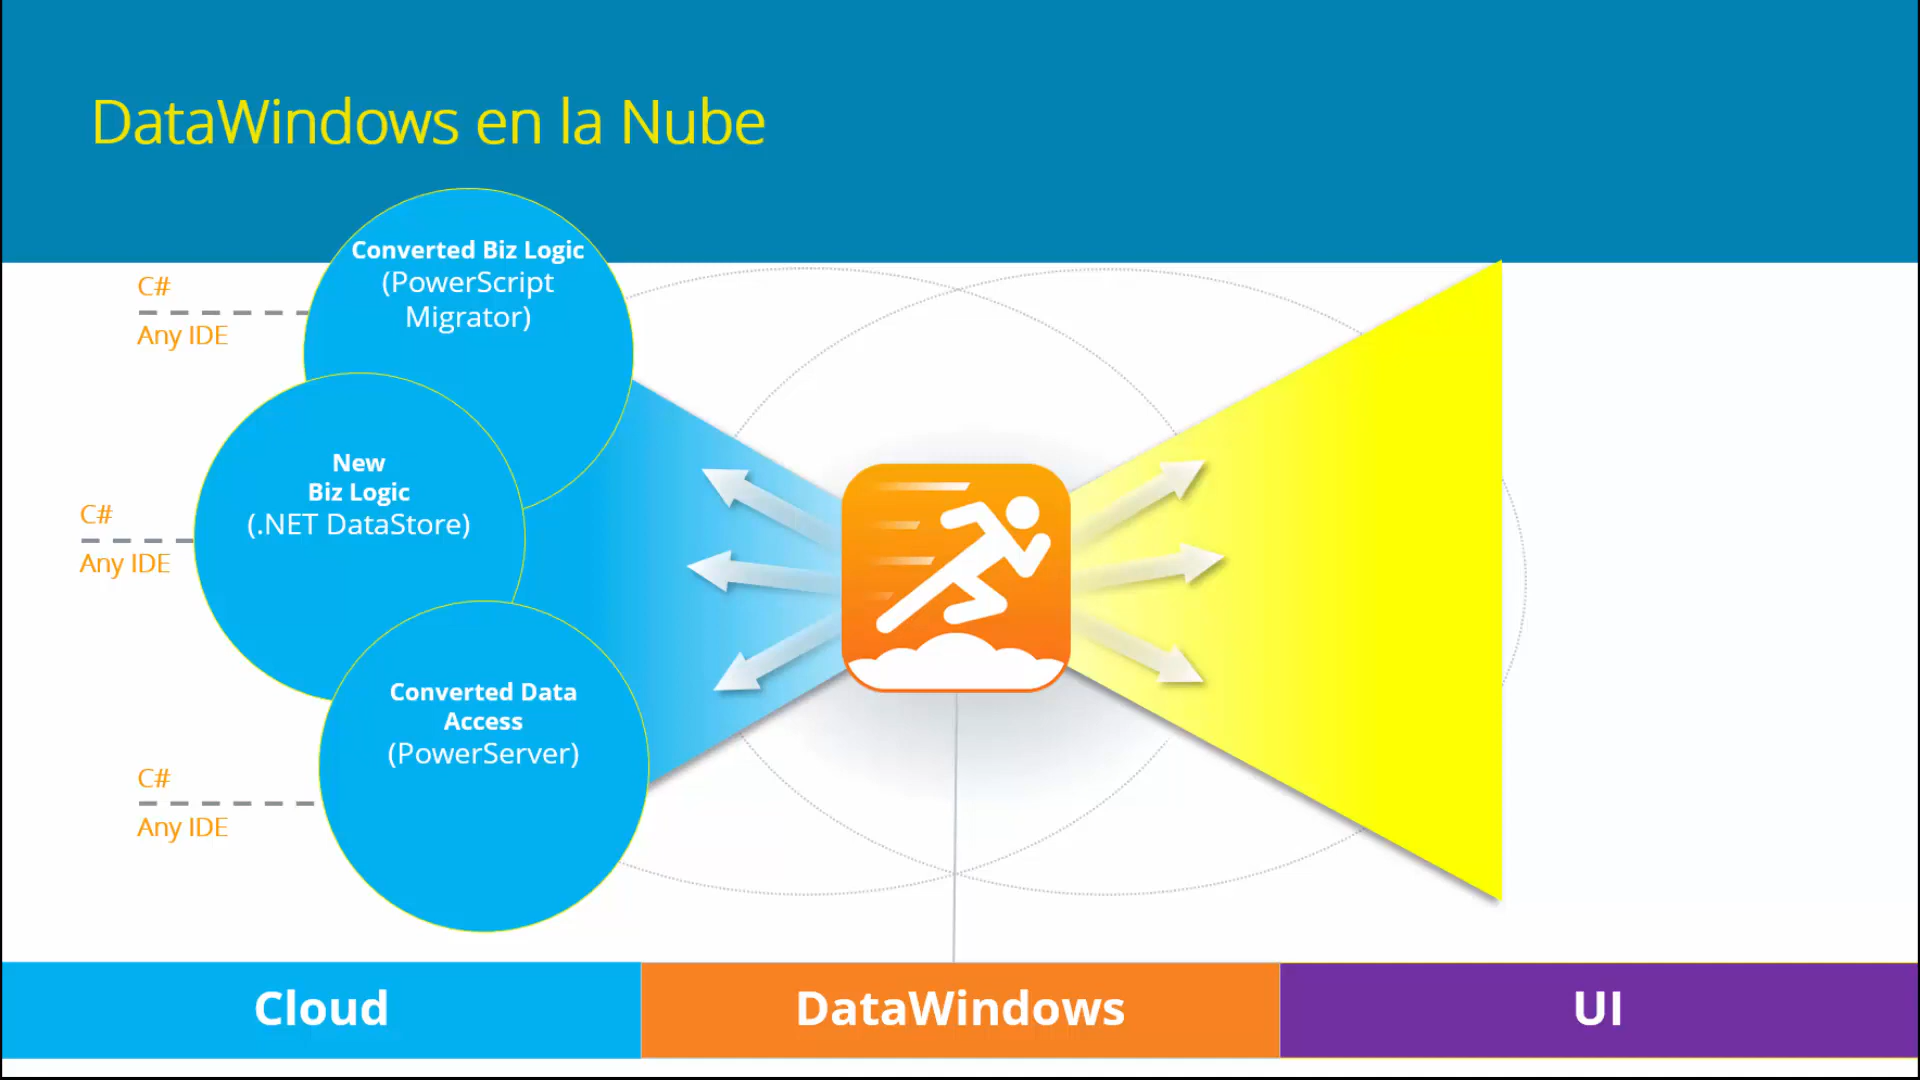 DataWindows en la Nube
Converted Biz Logic
(PowerScript
Migrator)
C#
Any IDE
New
Biz Logic
(.NET DataStore)
C#
Any IDE
Converted Data
Access
(PowerServer)
C#
Any IDE
Cloud
DataWindows
UI